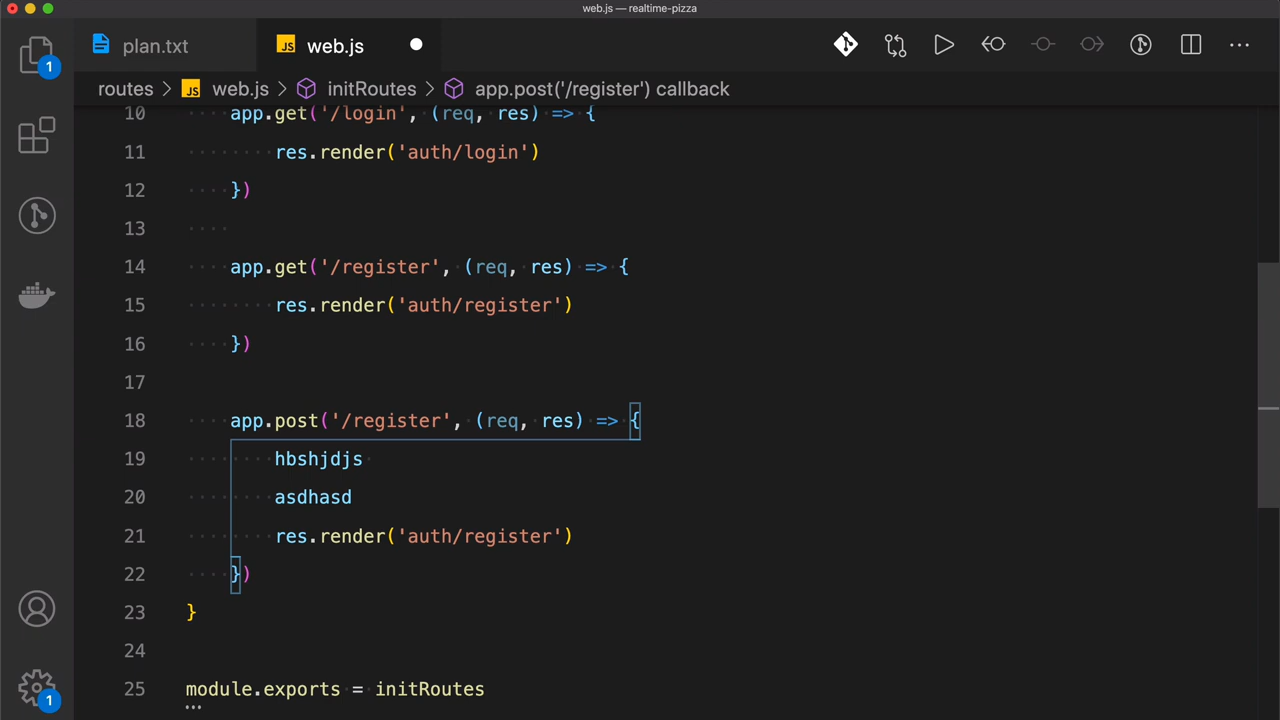 web.js — realtime-pizza
1
plan.txt
JS web.js
routes > JS web.js > initRoutes > app.post('/register') callback
10 app.get('/login', (req, res) => {
11 res.render('auth/login')
12 })
13
14 app.get('/register', (req, res) => {
15 res.render('auth/register')
16 })
17
18 app.post('/register', (req, res) => {
19 hbshjdjs
20 asdhasd
21 res.render('auth/register')
22 })
23 }
24
25 module.exports = initRoutes
1